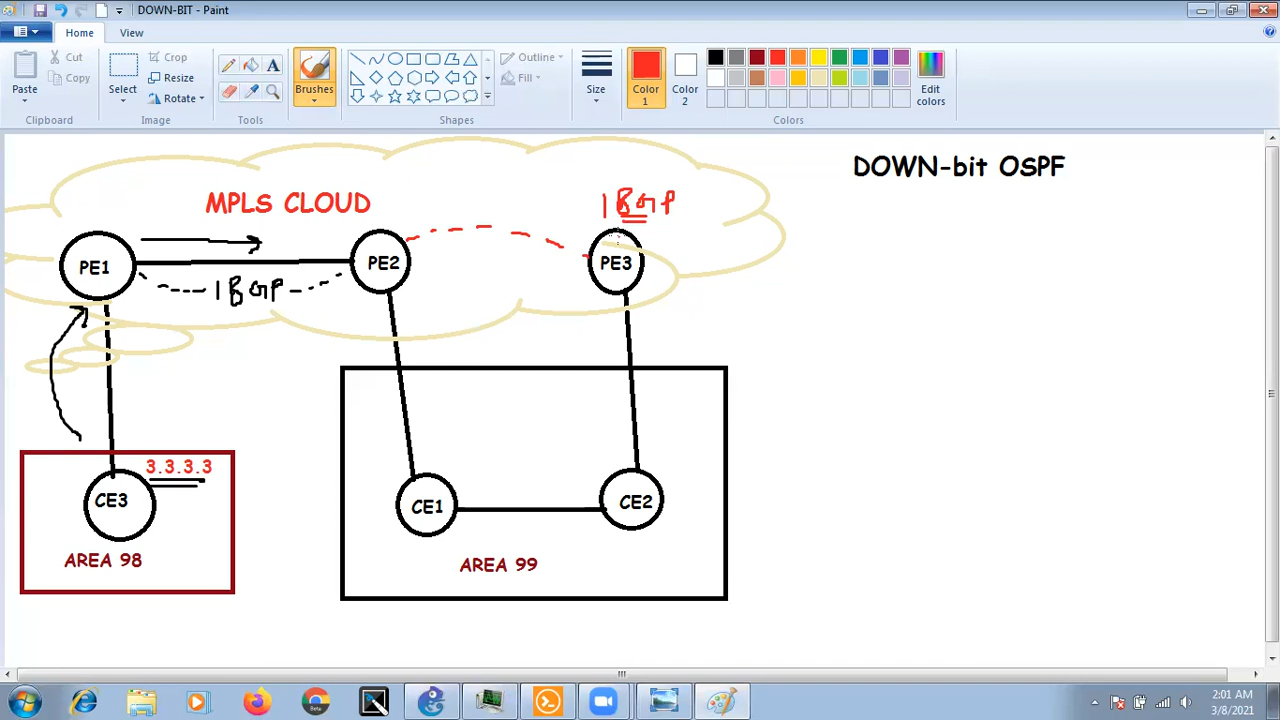 DOWN-BIT - Paint
Home
View
Paste
Cut
Copy
Clipboard
Select
Crop
Resize
Rotate
Image
A
Tools
Brushes
Shapes
Outline
Fill
Size
Color
1
Color
2
Edit
colors
Colors
DOWN-bit OSPF
MPLS CLOUD
IBGP
PE1
PE2
PE3
IBGP
3.3.3.3
CE3
CE1
CE2
AREA 98
AREA 99
2:01 AM
3/8/2021